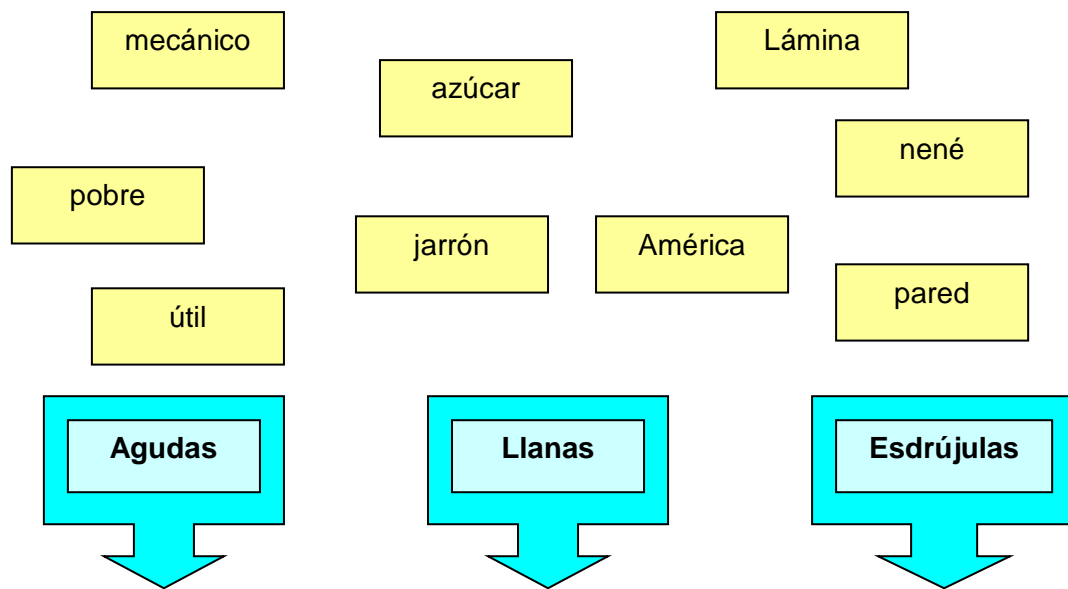 mecánico
Lámina
azúcar
nené
pobre
jarrón
América
pared
útil
Agudas
Llanas
Esdrújulas